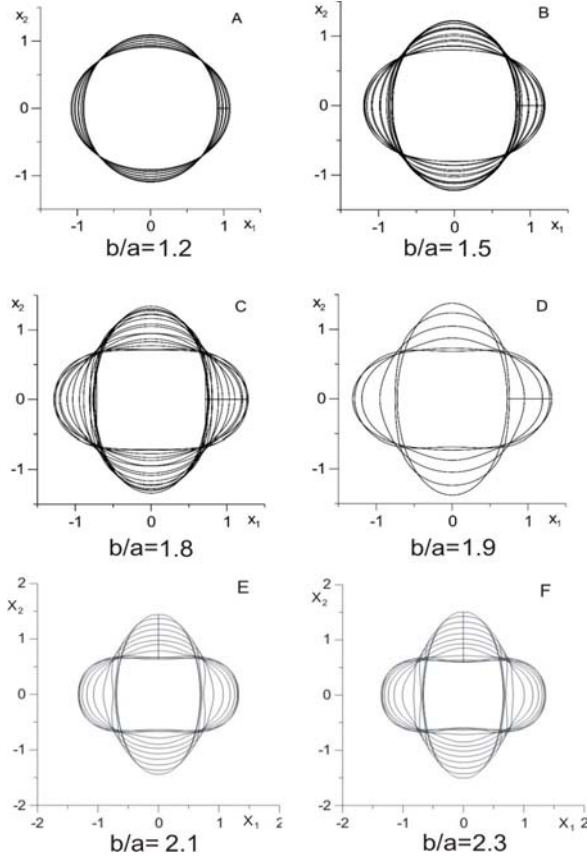 x₂
A
1
0
-1
-1
0
1
x₁
b/a=1.2
x₂
B
1
0
-1
-1
0
1
x₁
b/a=1.5
x₂
C
1
0
-1
-1
0
1
x₁
b/a=1.8
x₂
D
1
0
-1
-1
0
1
x₁
b/a=1.9
2
E
X₂
1
0
-1
-2
-2
-1
0
1
2
X₁
b/a=2.1
2
F
X₂
1
0
-1
-2
-2
-1
0
1
2
X₁
b/a=2.3